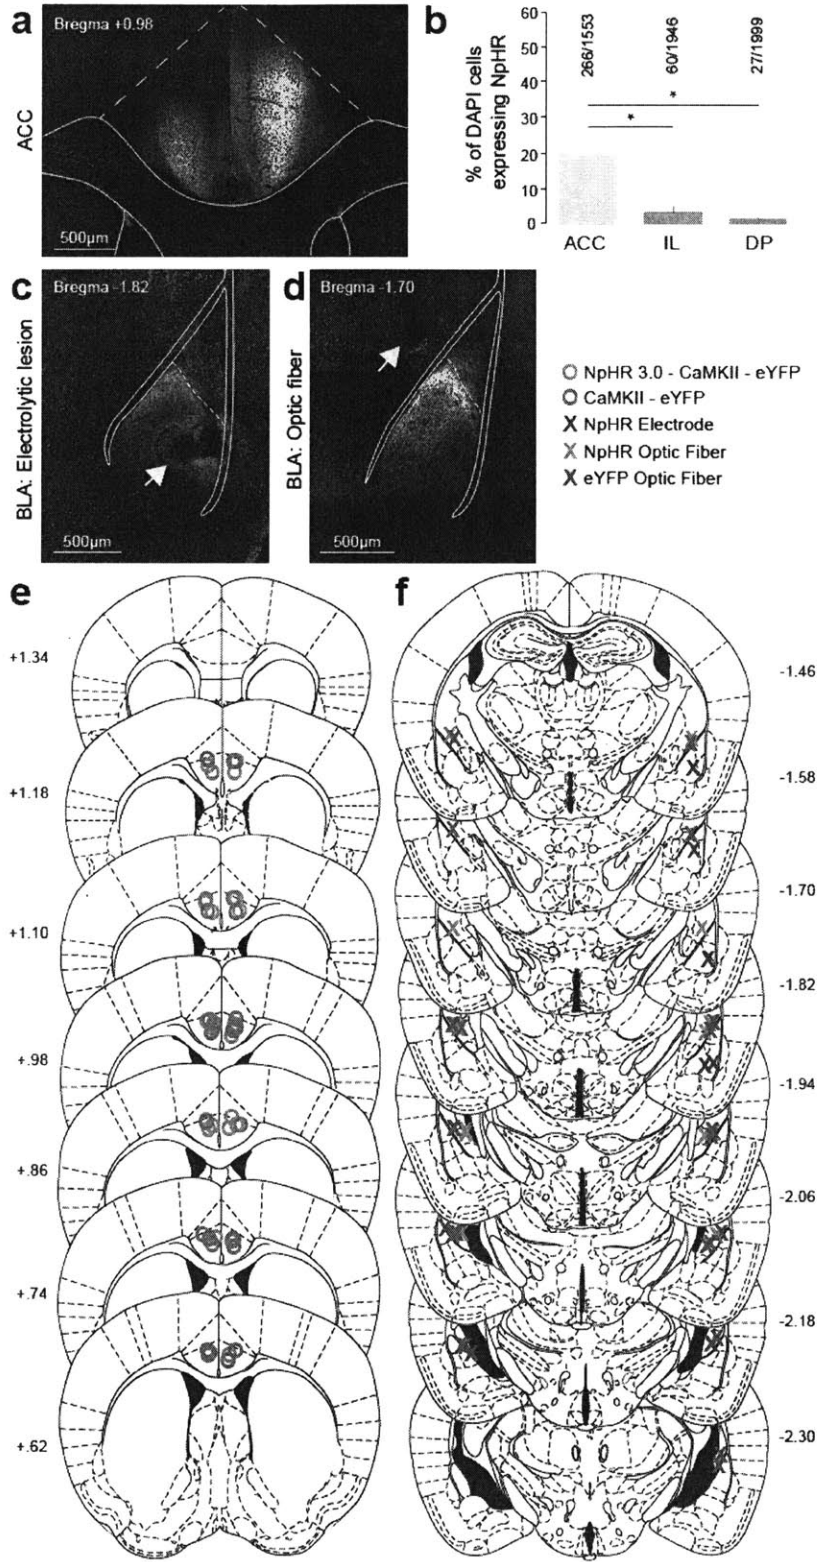 a
Bregma +0.98
ACC
500µm
b
% of DAPI cells
expressing NpHR
60
50
40
30
20
10
0
266/1553
60/1946
27/1999
*
*
ACC IL DP
c
Bregma -1.82
BLA: Electrolytic lesion
500µm
d
Bregma -1.70
BLA: Optic fiber
500µm
NpHR 3.0 - CaMKII - eYFP
CaMKII - eYFP
NpHR Electrode
NpHR Optic Fiber
eYFP Optic Fiber
e
+1.34
+1.18
+1.10
+.98
+.86
+.74
+.62
f
-1.46
-1.58
-1.70
-1.82
-1.94
-2.06
-2.18
-2.30